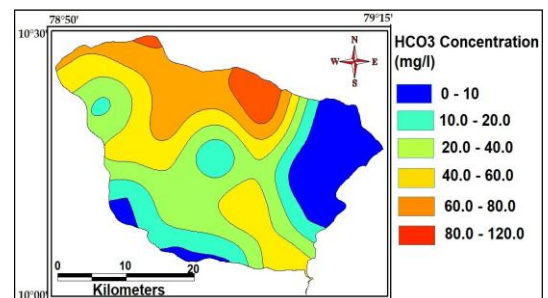 78°50' 79°15'
10°30'
N
W E
S
HCO3 Concentration
(mg/l)
0 - 10
10.0 - 20.0
20.0 - 40.0
40.0 - 60.0
60.0 - 80.0
80.0 - 120.0
0 10 20
Kilometers
10°00'